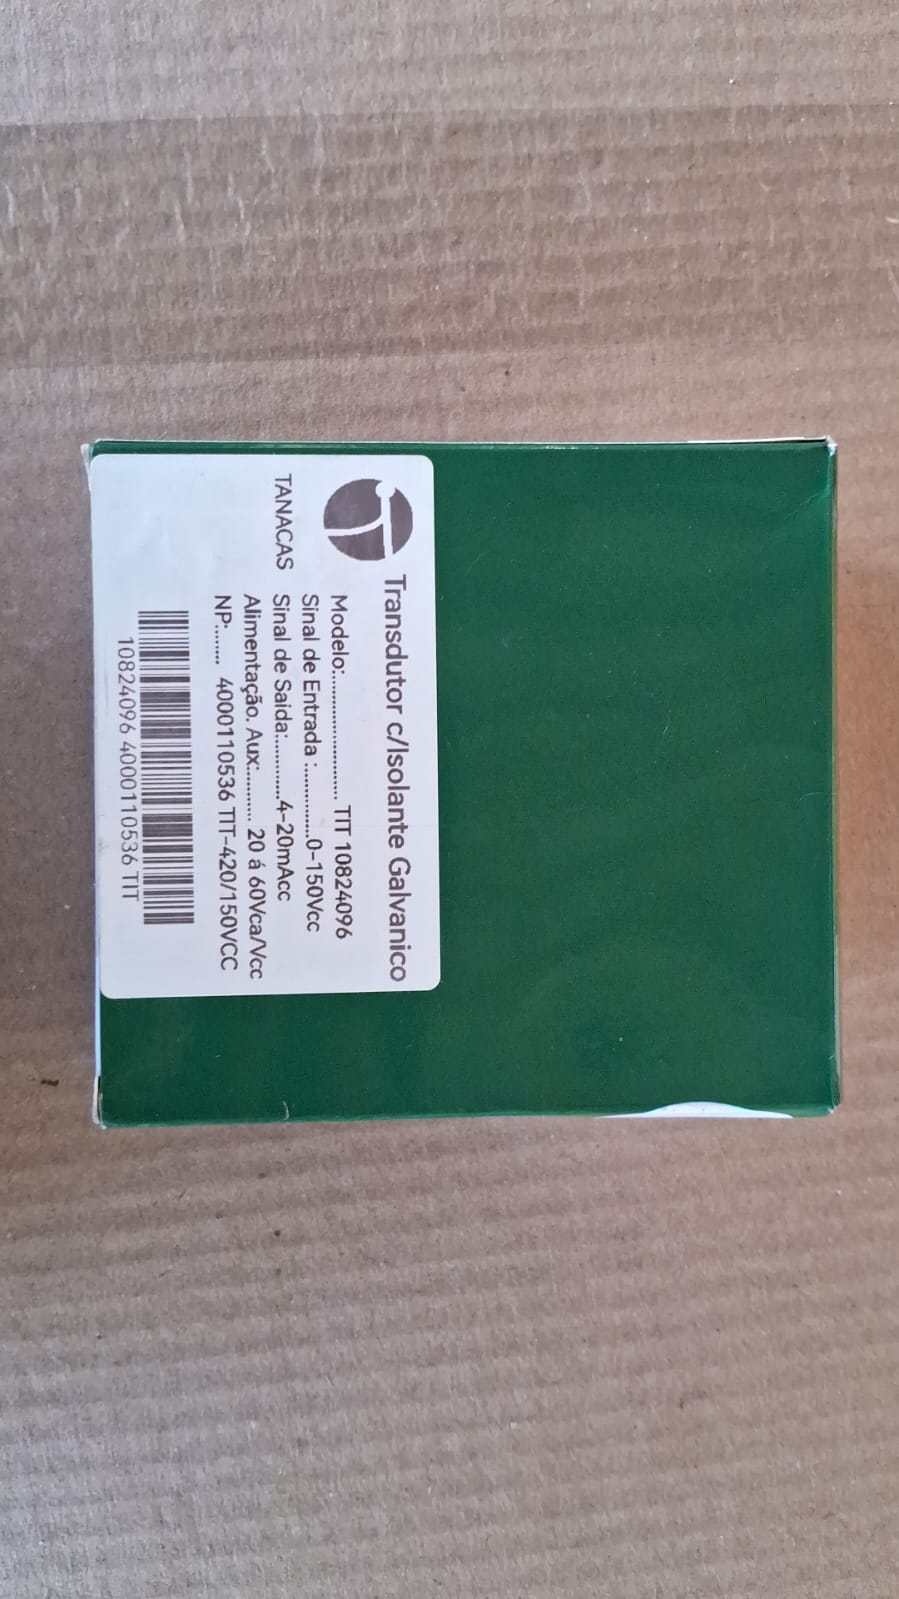 Transdutor c/Isolante Galvanico
Modelo:...................... TIT 10824096
Sinal de Entrada :.............0-150Vcc
TANACAS
Sinal de Saida:...........4-20mAcc
Alimentação. Aux:.......... 20 á 60Vca/Vcc
NP:....... 4000110536 TIT-420/150VCC
10824096 4000110536 TIT